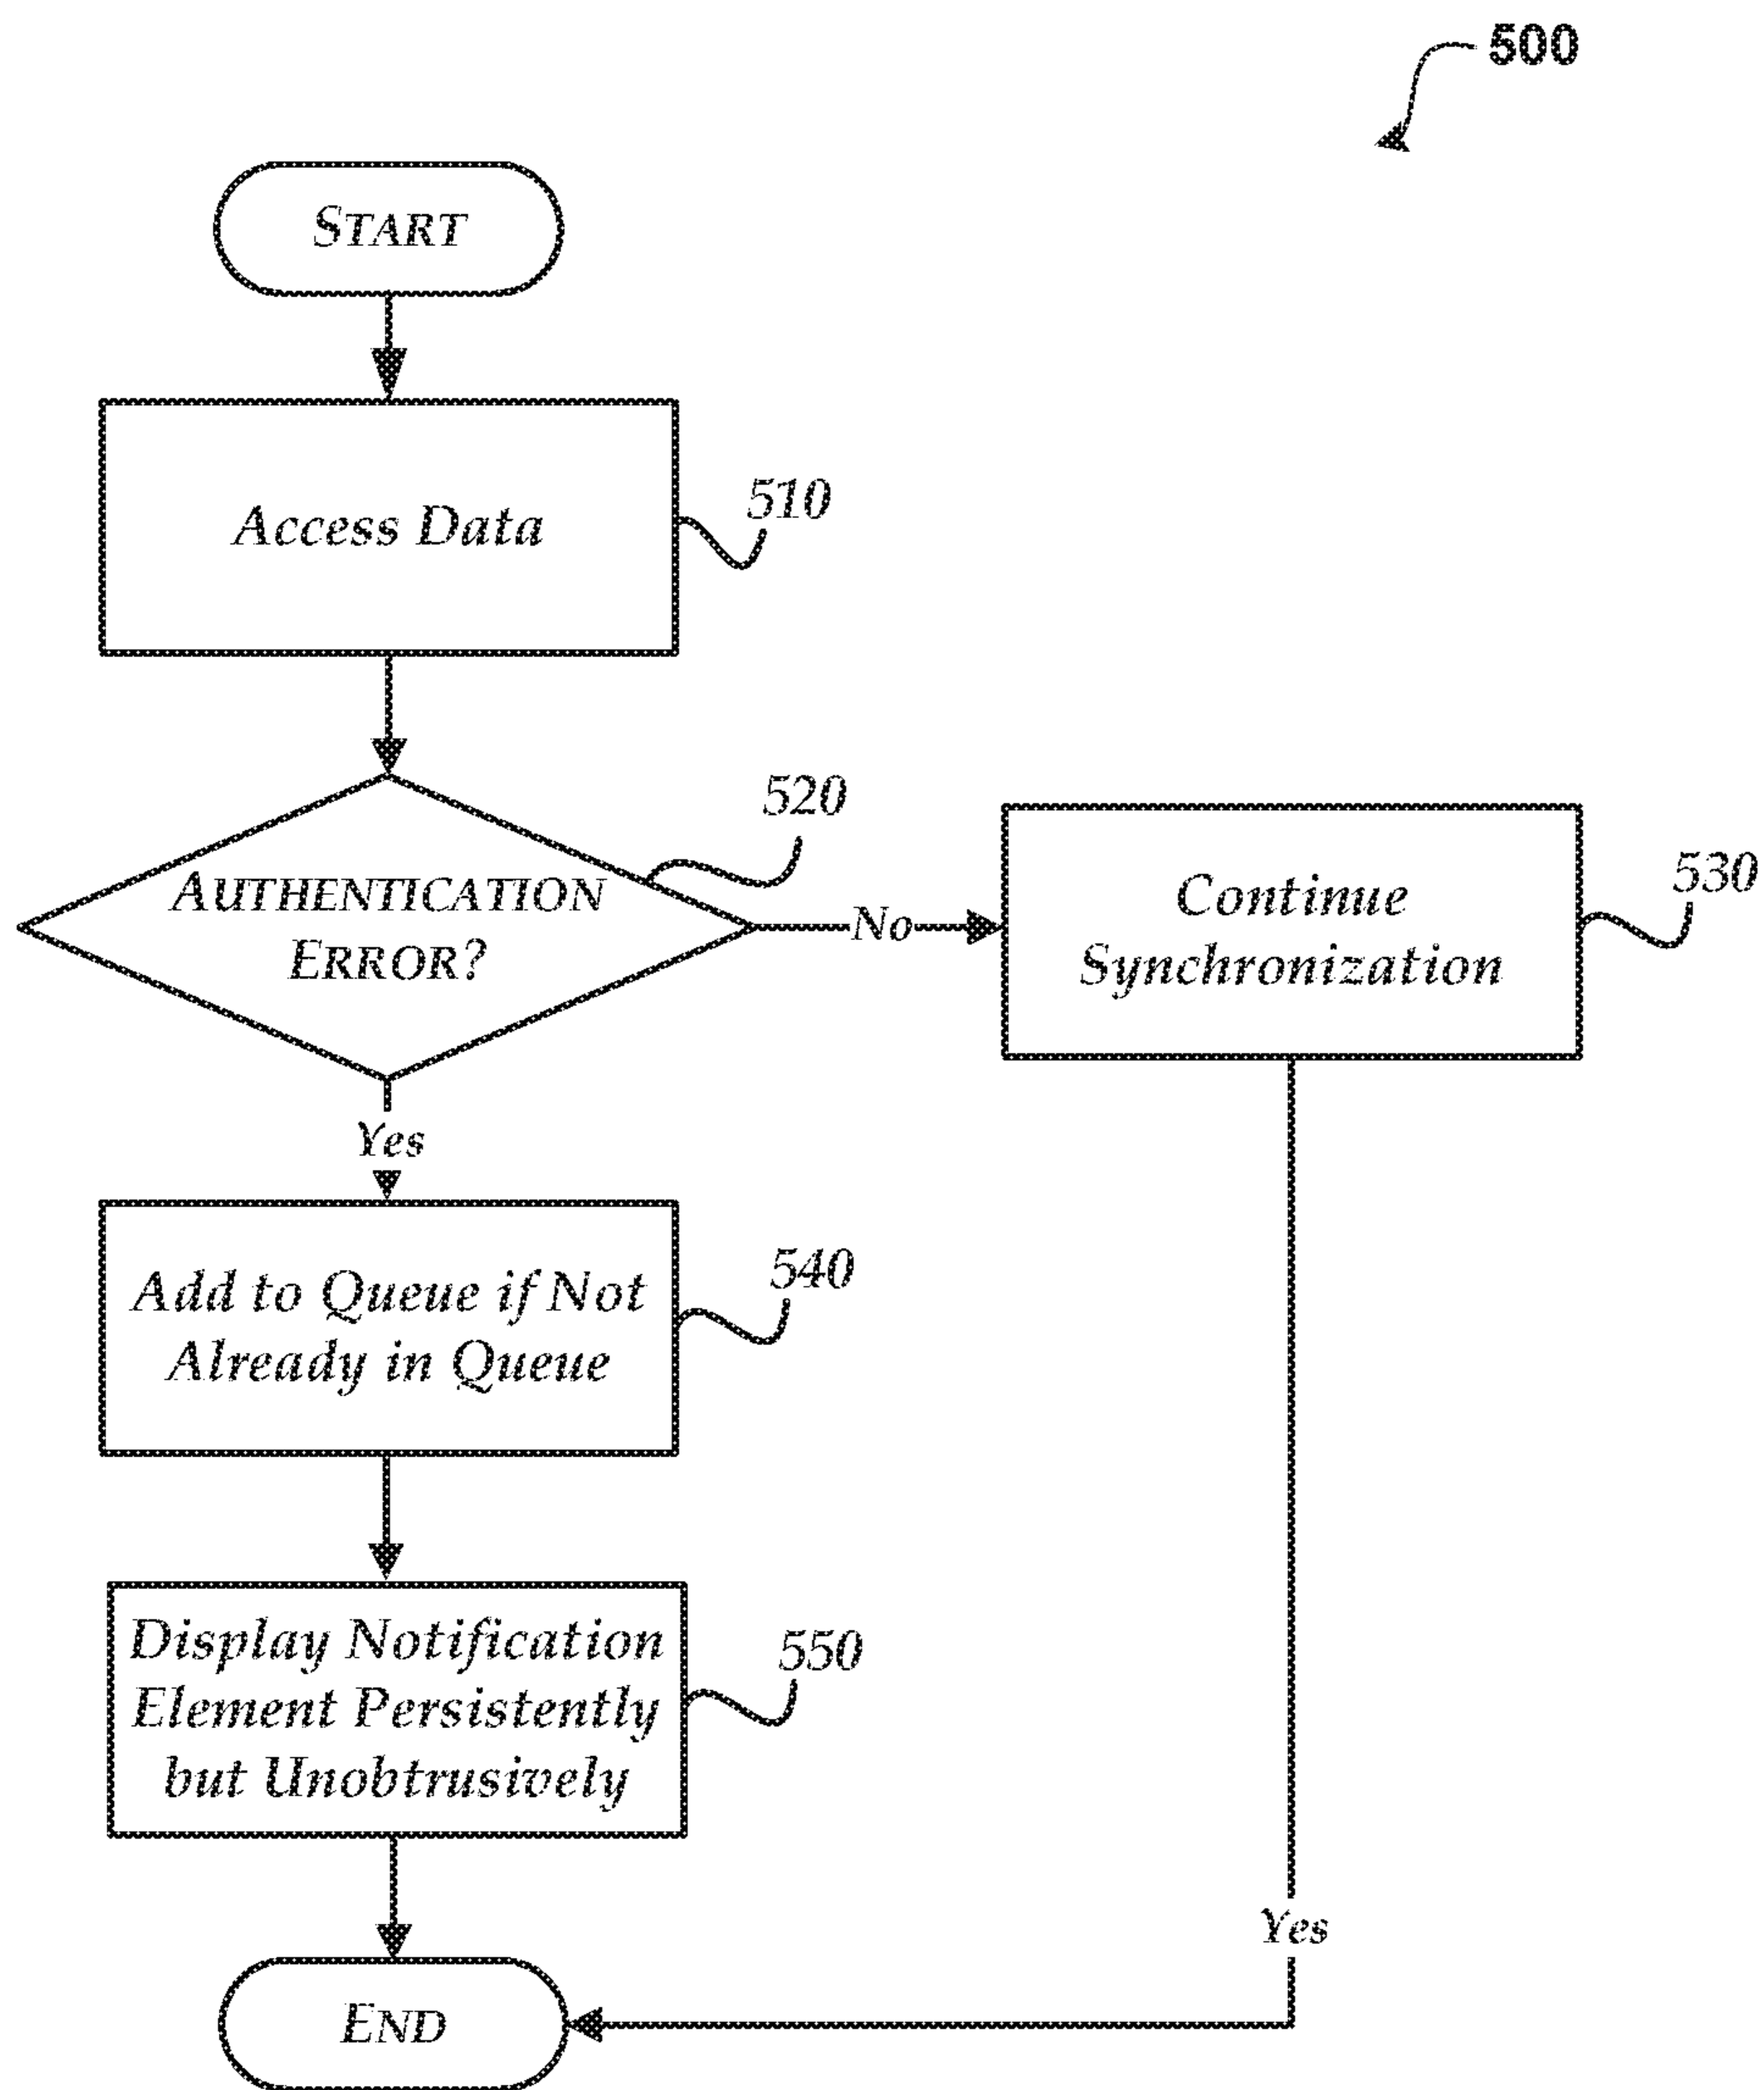 500
START
Access Data
510
AUTHENTICATION
ERROR?
520
No
Continue
Synchronization
530
Yes
Add to Queue if Not
Already in Queue
540
Display Notification
Element Persistently
but Unobtrusively
550
Yes
END